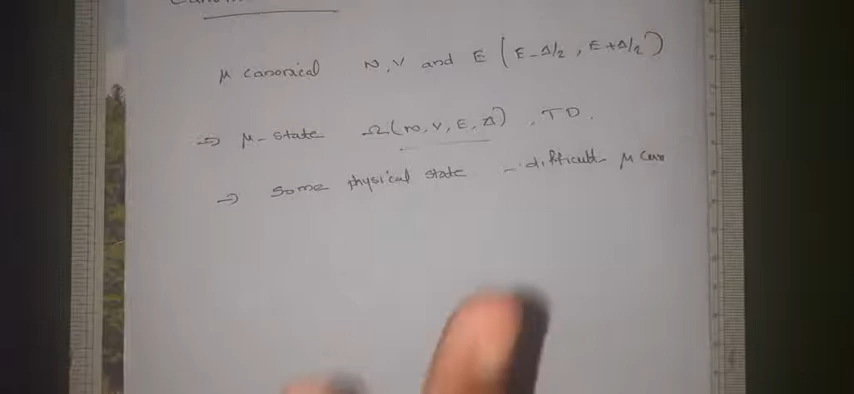 μ canonical N, V and E (E-Δ/2, E+Δ/2)
→ μ-state Ω(N, V, E, Δ), TD.
→ Some physical state - difficult μ can